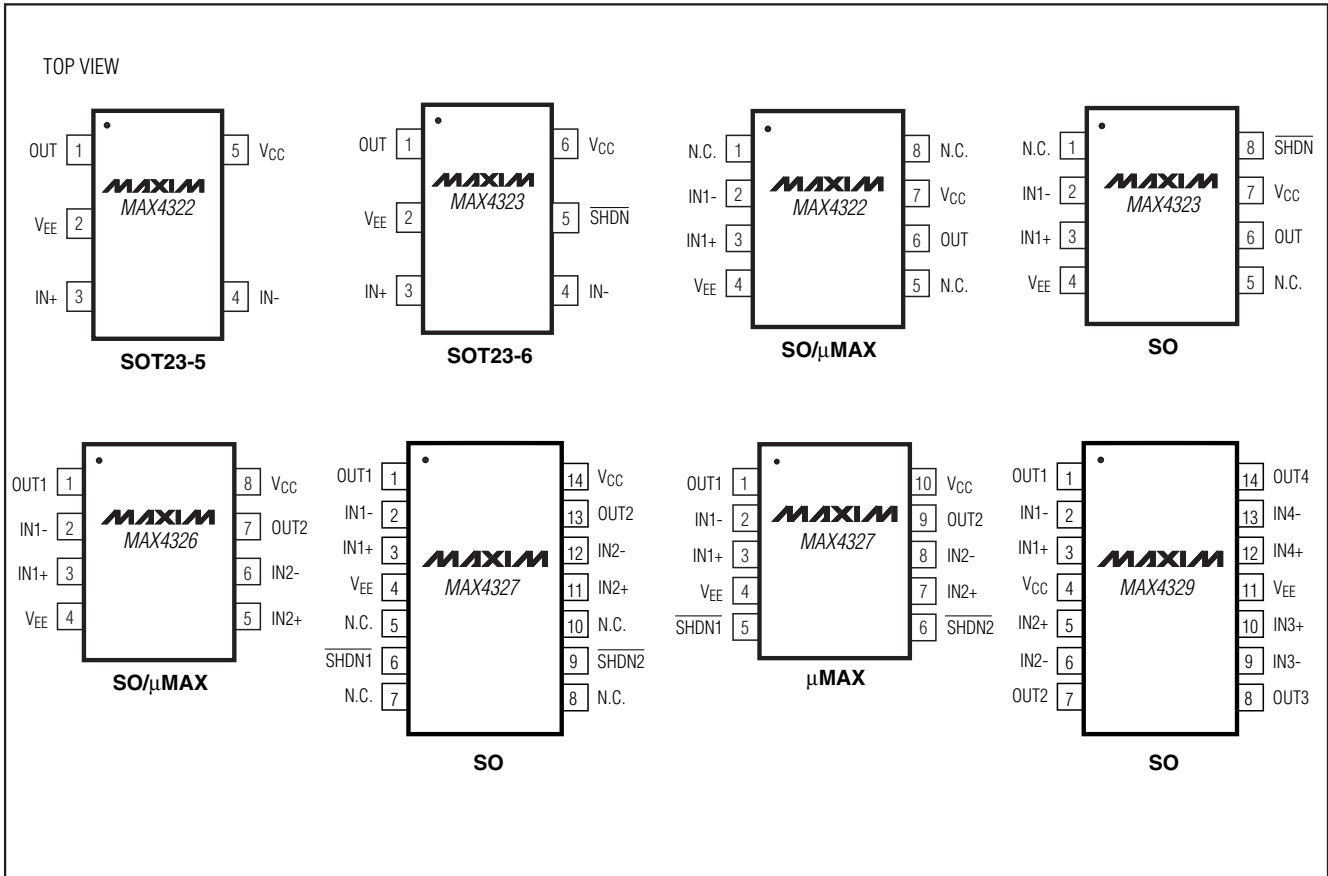 TOP VIEW
OUT 1
VEE 2
IN+ 3
5 VCC
4 IN-
MAXIM
MAX4322
SOT23-5
OUT 1
VEE 2
IN+ 3
6 VCC
5 SHDN
4 IN-
MAXIM
MAX4323
SOT23-6
N.C. 1
IN1- 2
IN1+ 3
VEE 4
8 N.C.
7 VCC
6 OUT
5 N.C.
MAXIM
MAX4322
SO/µMAX
N.C. 1
IN1- 2
IN1+ 3
VEE 4
8 SHDN
7 VCC
6 OUT
5 N.C.
MAXIM
MAX4323
SO
OUT1 1
IN1- 2
IN1+ 3
VEE 4
8 VCC
7 OUT2
6 IN2-
5 IN2+
MAXIM
MAX4326
SO/µMAX
OUT1 1
IN1- 2
IN1+ 3
VEE 4
N.C. 5
SHDN1 6
N.C. 7
14 VCC
13 OUT2
12 IN2-
11 IN2+
10 N.C.
9 SHDN2
8 N.C.
MAXIM
MAX4327
SO
OUT1 1
IN1- 2
IN1+ 3
VEE 4
SHDN1 5
10 VCC
9 OUT2
8 IN2-
7 IN2+
6 SHDN2
MAXIM
MAX4327
µMAX
OUT1 1
IN1- 2
IN1+ 3
VCC 4
IN2+ 5
IN2- 6
OUT2 7
14 OUT4
13 IN4-
12 IN4+
11 VEE
10 IN3+
9 IN3-
8 OUT3
MAXIM
MAX4329
SO